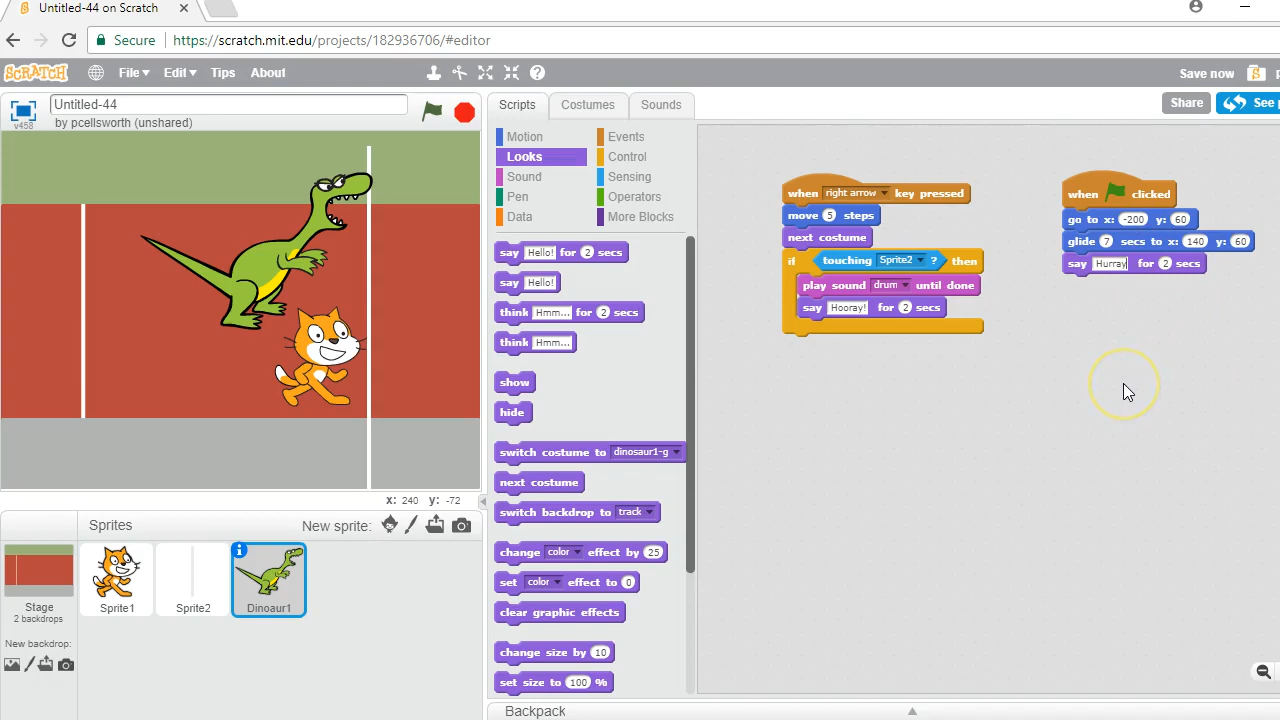 Untitled-44 on Scratch
Secure https://scratch.mit.edu/projects/182936706/#editor
SCRATCH File Edit Tips About Save now
Untitled-44
by pcellsworth (unshared)
v458
Scripts Costumes Sounds
Share See
Motion Events
Looks Control
Sound Sensing
Pen Operators
Data More Blocks
say Hello! for 2 secs
say Hello!
think Hmm... for 2 secs
think Hmm...
show
hide
switch costume to dinosaur1-g
next costume
switch backdrop to track
change color effect by 25
set color effect to 0
clear graphic effects
change size by 10
set size to 100 %
when right arrow key pressed
move 5 steps
next costume
if touching Sprite2 ? then
play sound drum until done
say Hooray! for 2 secs
when clicked
go to x: -200 y: 60
glide 7 secs to x: 140 y: 60
say Hurray for 2 secs
x: 240 y: -72
Sprites New sprite:
Stage
2 backdrops
New backdrop:
Sprite1 Sprite2 Dinosaur1
Backpack